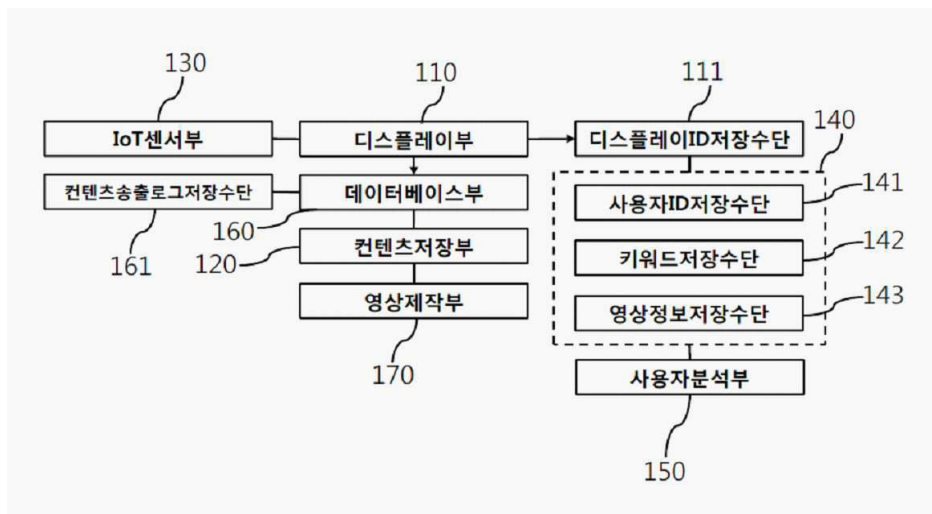 130
110
111
IoT센서부
디스플레이부
디스플레이ID저장수단
140
컨텐츠송출로그저장수단
데이터베이스부
사용자ID저장수단
141
160
161
120
컨텐츠저장부
키워드저장수단
142
영상제작부
영상정보저장수단
143
170
사용자분석부
150